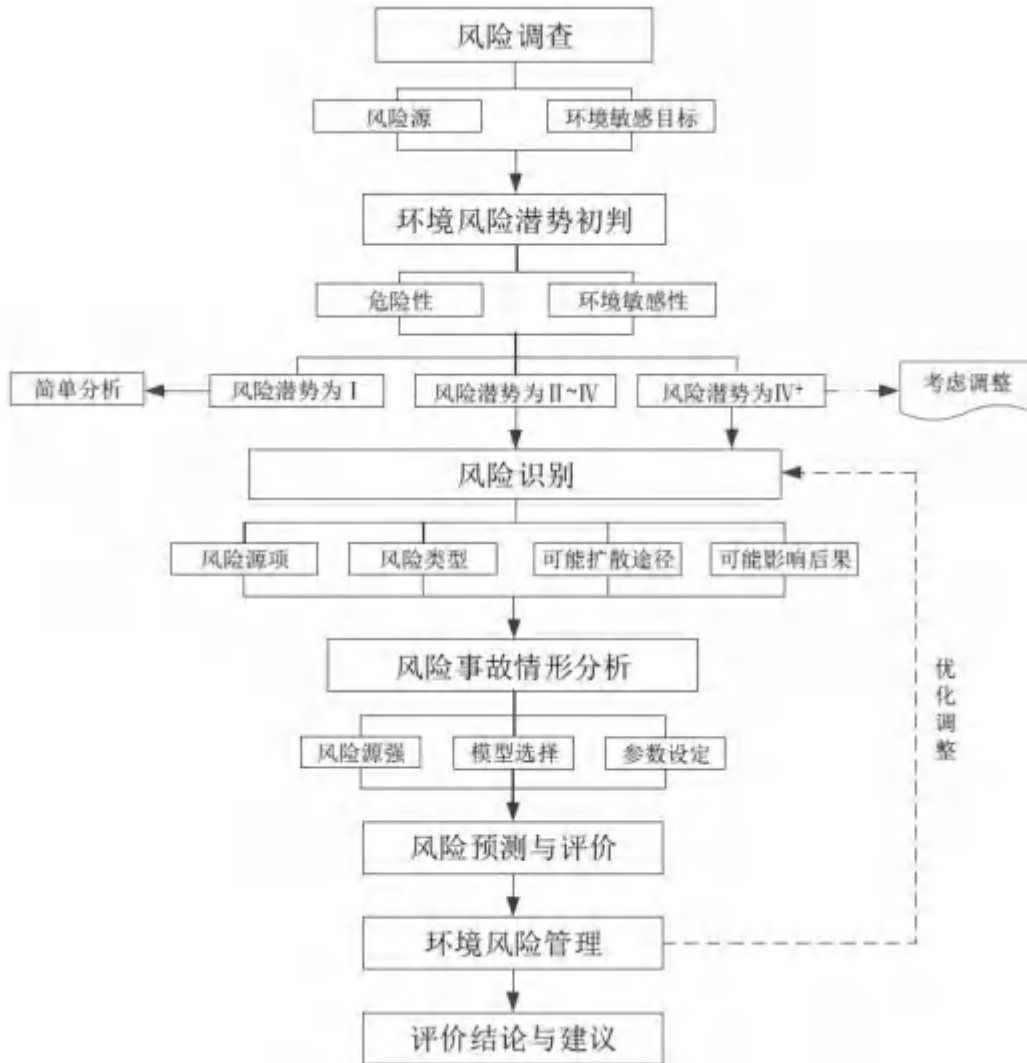 风险调查
风险源
环境敏感目标
环境风险潜势初判
危险性
环境敏感性
简单分析
风险潜势为Ⅰ
风险潜势为Ⅱ~Ⅳ
风险潜势为Ⅳ⁺
考虑调整
风险识别
风险源项
风险类型
可能扩散途径
可能影响后果
风险事故情形分析
优化调整
风险源强
模型选择
参数设定
风险预测与评价
环境风险管理
评价结论与建议